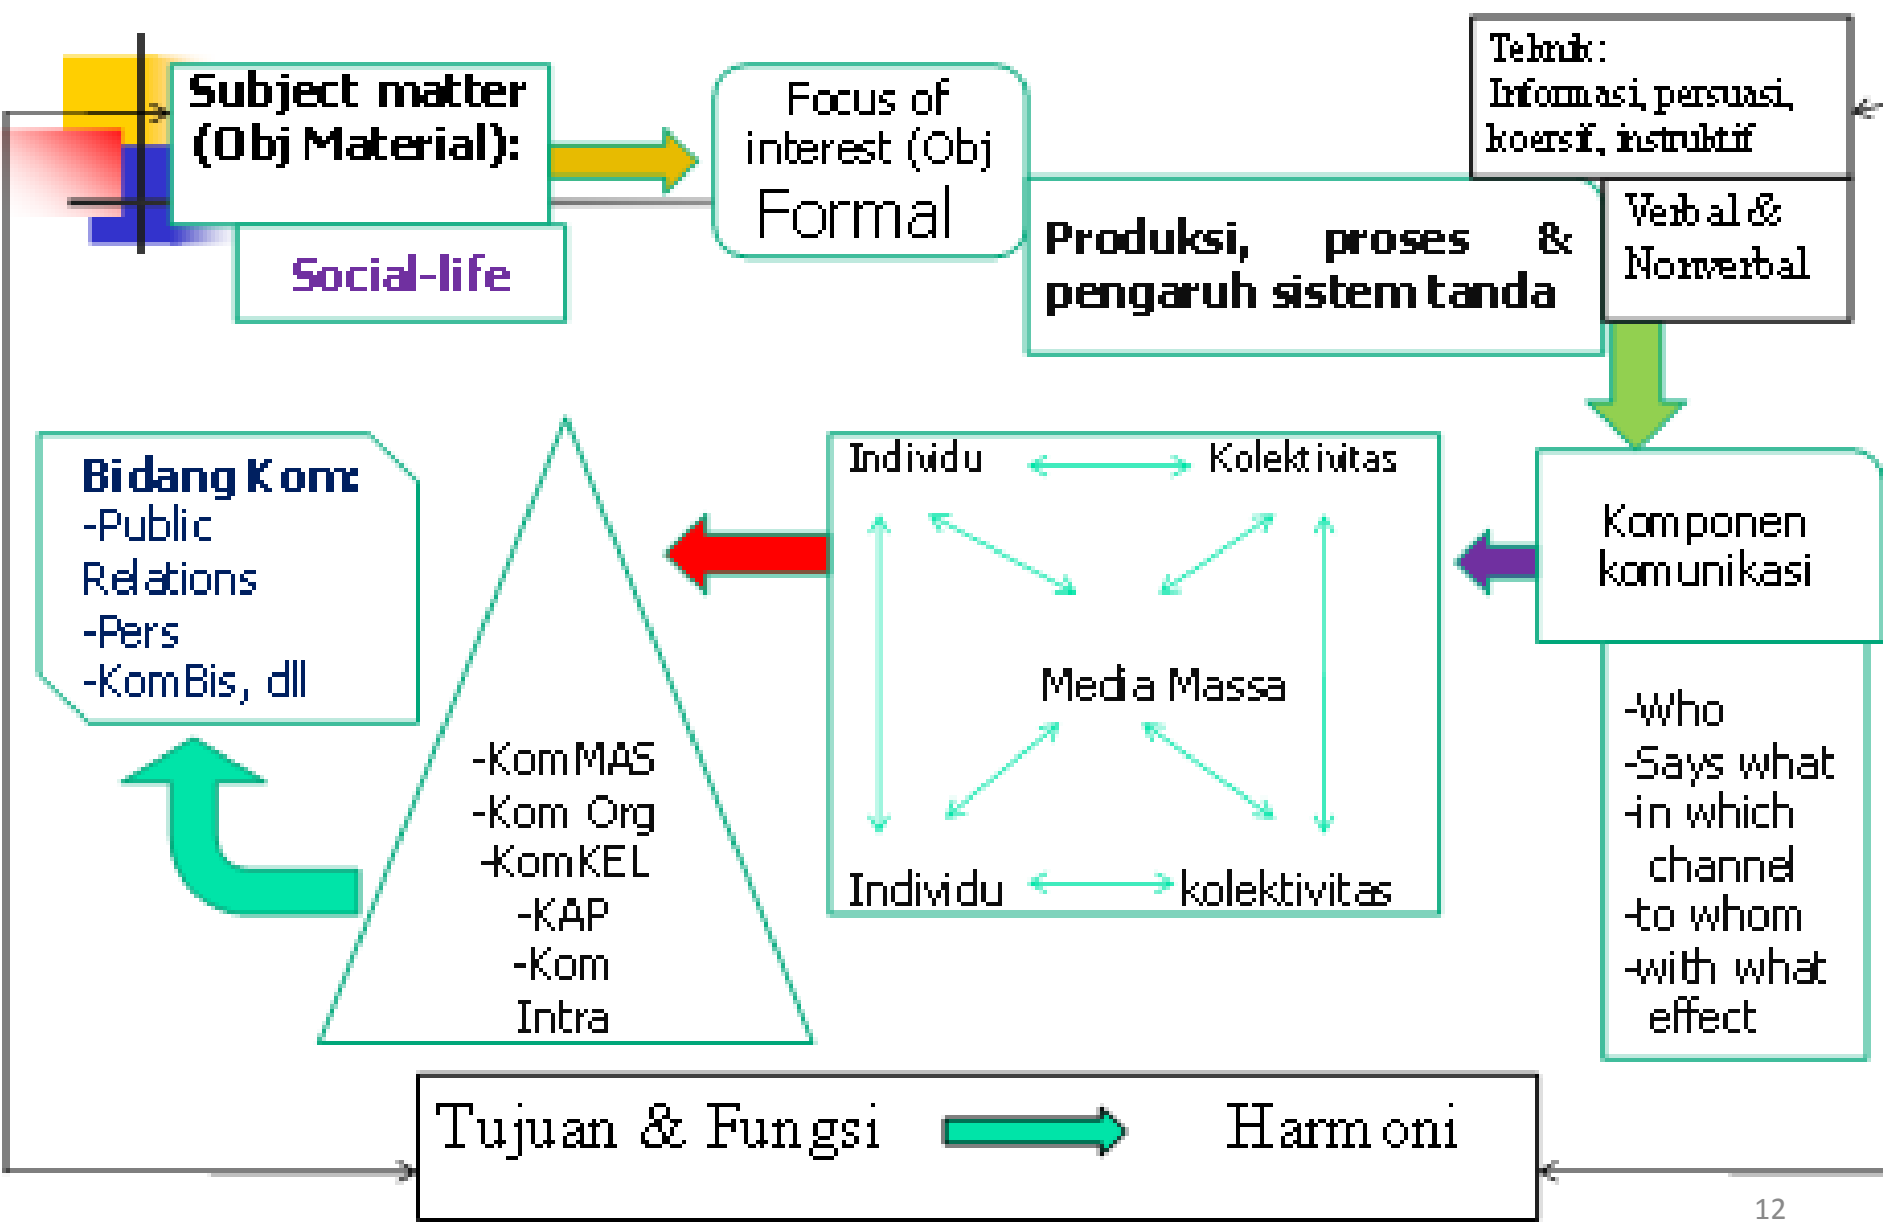 Subject matter
(Obj Material):
Social-life
Focus of
interest (Obj
Formal
Produksi, proses &
pengaruh sistem tanda
Teknik:
Informasi, persuasi,
koersif, instruktif
Verbal &
Nonverbal
Komponen
komunikasi
-Who
-Says what
-in which
channel
-to whom
-with what
effect
Individu Kolektivitas
Media Massa
Individu kolektivitas
-KomMAS
-Kom Org
-KomKEL
-KAP
-Kom
Intra
Bidang Kom:
-Public
Relations
-Pers
-KomBis, dll
Tujuan & Fungsi Harmoni
12